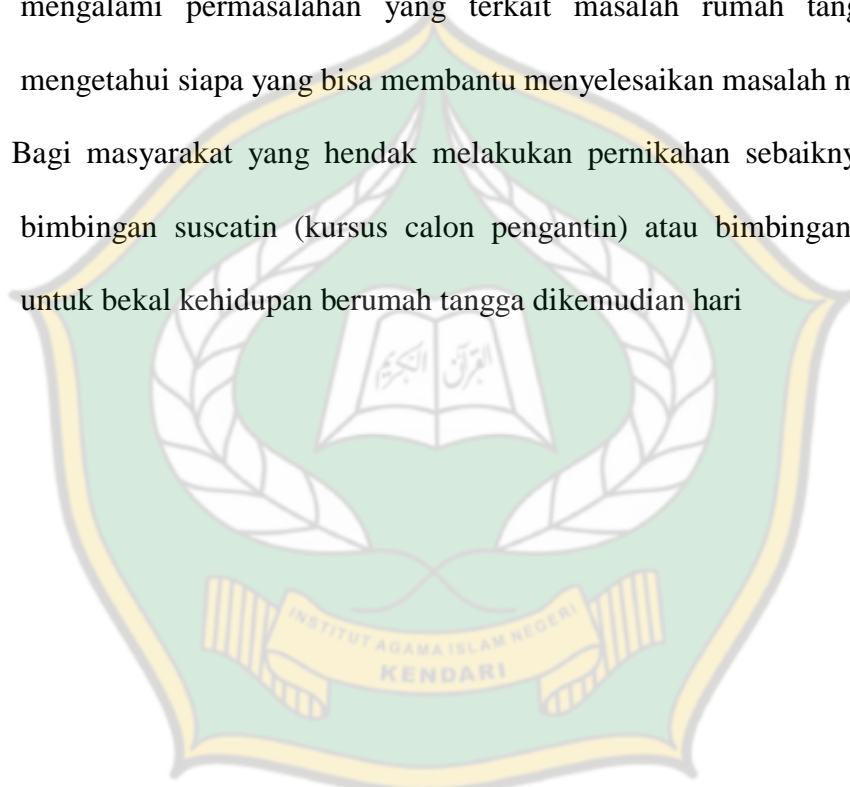 mengalami permasalahan yang terkait masalah rumah
mengetahui siapa yang bisa membantu menyelesaikan masalah
Bagi masyarakat yang hendak melakukan pernikahan
bimbingan suscatin (kursus calon pengantin) atau bimbingan
untuk bekal kehidupan berumah tangga dikemudian hari
القرآن الكريم
INSTITUT AGAMA ISLAM NEGERI
KENDARI